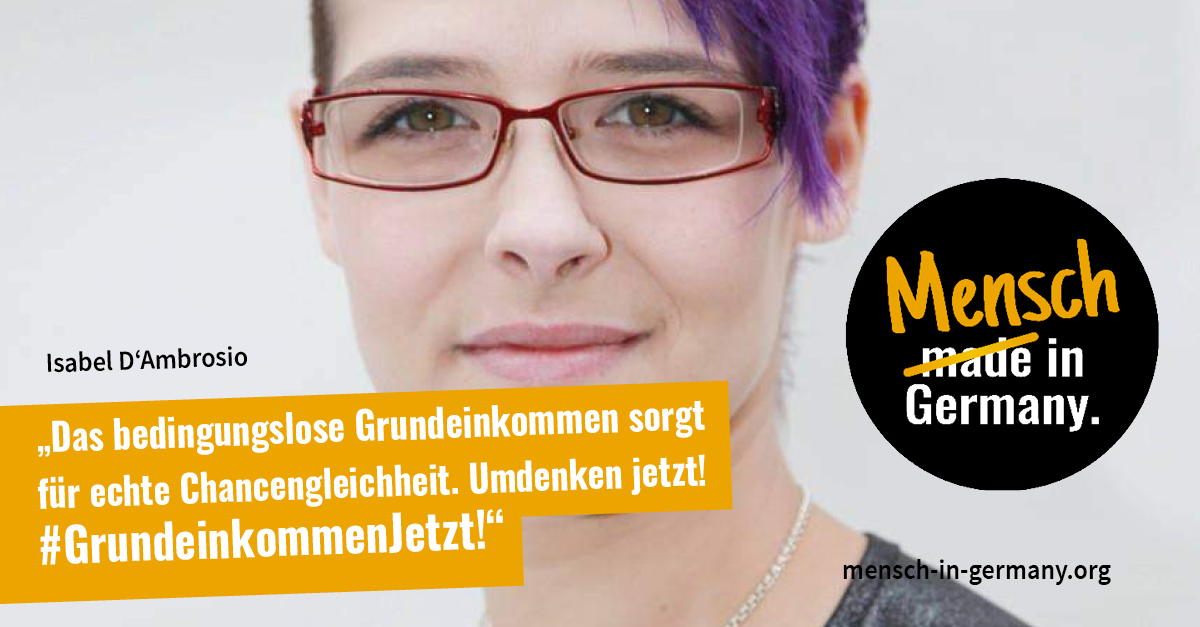 Isabel D‘Ambrosio
„Das bedingungslose Grundeinkommen sorgt
für echte Chancengleichheit. Umdenken jetzt!
#GrundeinkommenJetzt!“
Mensch
made in
Germany.
mensch-in-germany.org